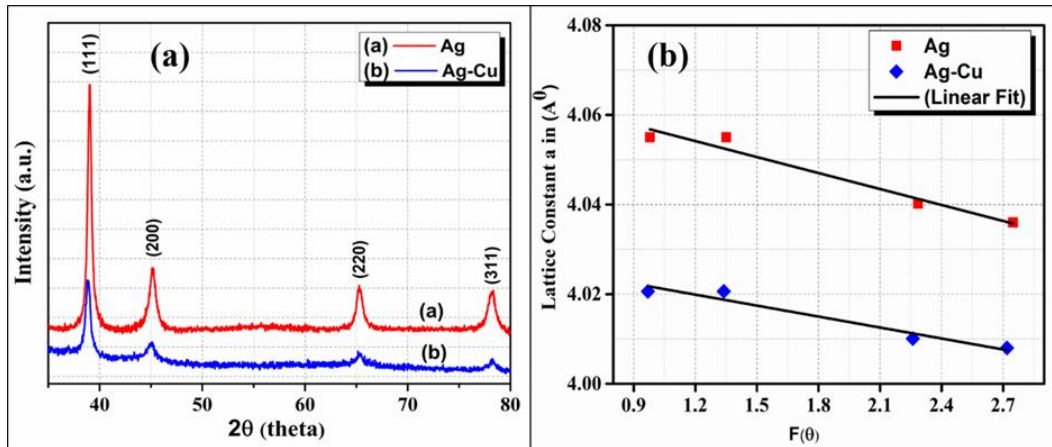 (a)
(a) Ag
(b) Ag-Cu
(111)
(200)
(220)
(311)
(a)
(b)
Intensity (a.u.)
40 50 60 70 80
2θ (theta)
(b)
Ag
Ag-Cu
(Linear Fit)
4.08
4.06
4.04
4.02
4.00
Lattice Constant a in (A⁰)
0.9 1.2 1.5 1.8 2.1 2.4 2.7
F(θ)